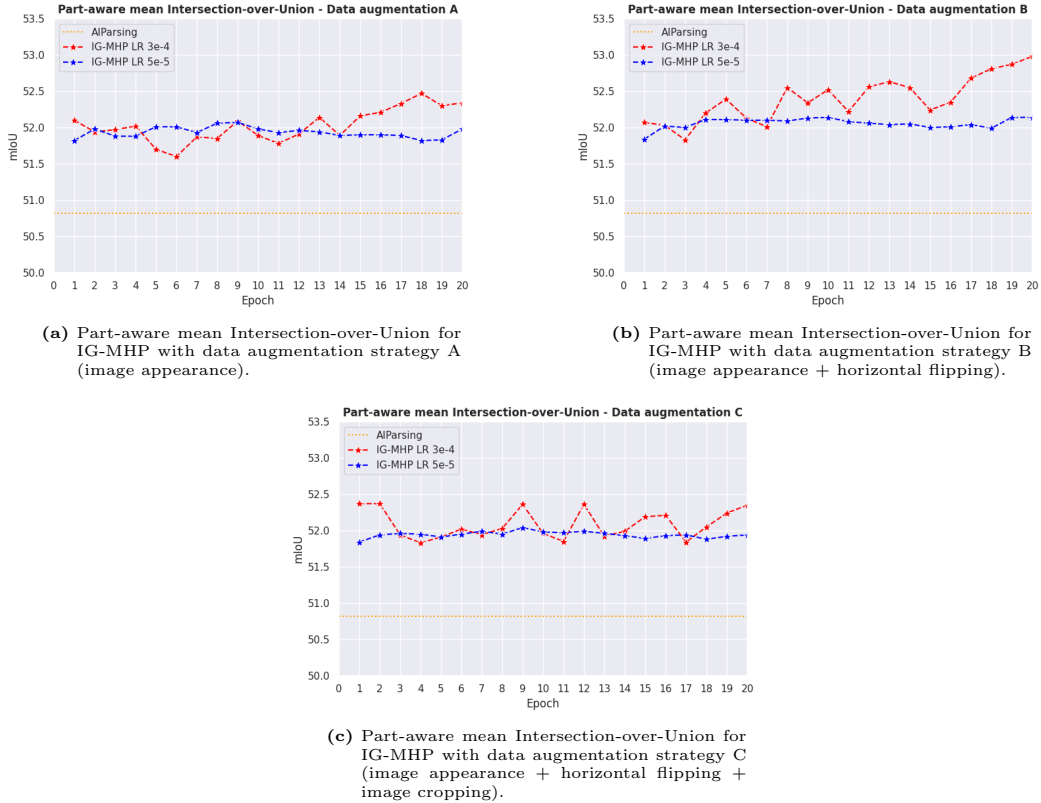 Part-aware mean Intersection-over-Union - Data augmentation A
53.5
53.0
52.5
52.0
51.5
51.0
50.5
50.0
mIoU
AIParsing
IG-MHP LR 3e-4
IG-MHP LR 5e-5
0 1 2 3 4 5 6 7 8 9 10 11 12 13 14 15 16 17 18 19 20
Epoch
(a) Part-aware mean Intersection-over-Union for
IG-MHP with data augmentation strategy A
(image appearance).
Part-aware mean Intersection-over-Union - Data augmentation B
53.5
53.0
52.5
52.0
51.5
51.0
50.5
50.0
mIoU
AIParsing
IG-MHP LR 3e-4
IG-MHP LR 5e-5
0 1 2 3 4 5 6 7 8 9 10 11 12 13 14 15 16 17 18 19 20
Epoch
(b) Part-aware mean Intersection-over-Union for
IG-MHP with data augmentation strategy B
(image appearance + horizontal flipping).
Part-aware mean Intersection-over-Union - Data augmentation C
53.5
53.0
52.5
52.0
51.5
51.0
50.5
50.0
mIoU
AIParsing
IG-MHP LR 3e-4
IG-MHP LR 5e-5
0 1 2 3 4 5 6 7 8 9 10 11 12 13 14 15 16 17 18 19 20
Epoch
(c) Part-aware mean Intersection-over-Union for
IG-MHP with data augmentation strategy C
(image appearance + horizontal flipping +
image cropping).